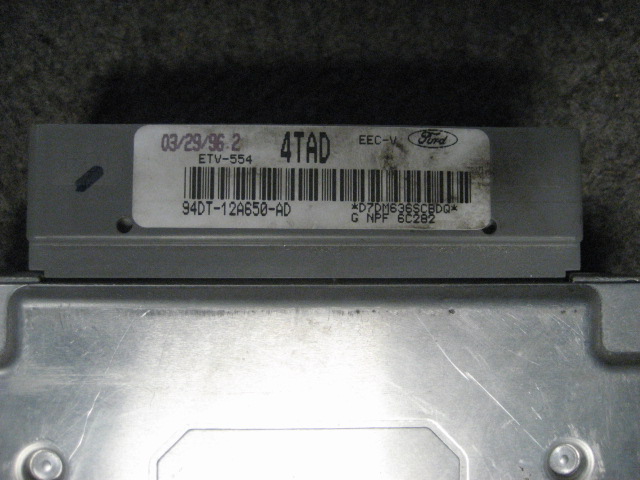 03/29/96 2 4TAD EEC-V Ford
ETV-554
94DT-12A650-AD *D7DM636SCBDQ*
G NPF 6C282